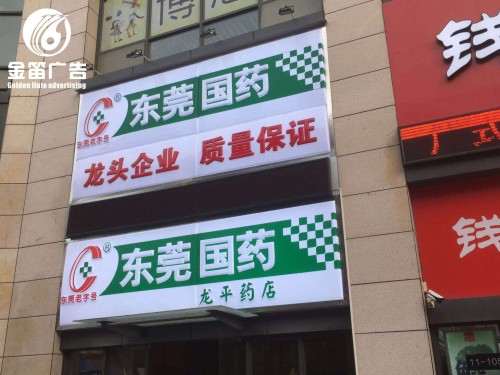 金笛广告
Golden flute advertising
博
钱
东莞国药
®
东莞老字号
龙头企业 质量保证
东莞国药
®
东莞老字号
龙平药店
钱
11-105